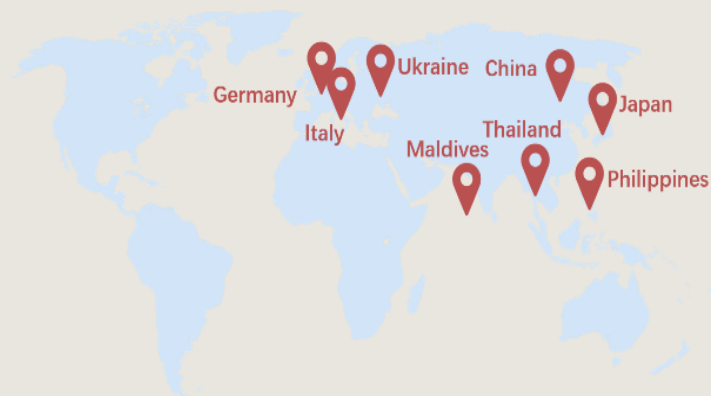 Ukraine
China
Germany
Japan
Italy
Thailand
Maldives
Philippines